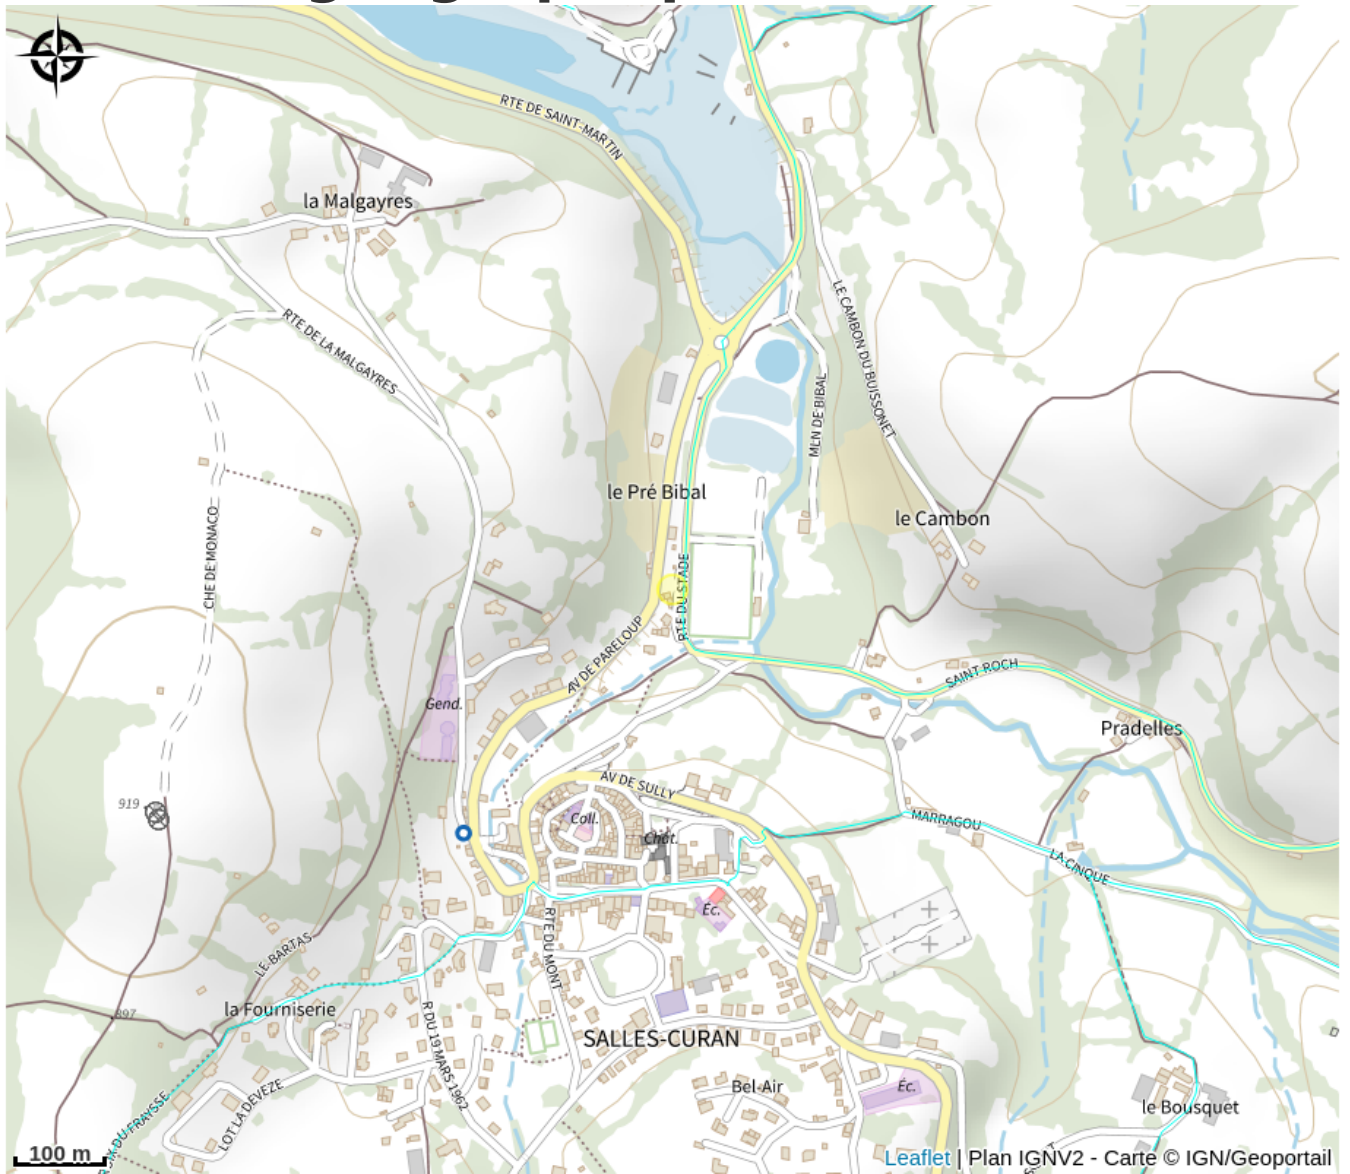 RTE DE SAINT-MARTIN
la Malgayres
LE CAMBON DU BUISSONET
RTE DE LA MALGAYRES
MLN DE BIBAL
le Pré Bibal
le Cambon
CHE DE MONACO
RTE DU STADE
AV DE PARELOUP
SAINT ROCH
Gend.
Pradelles
AV DE SULLY
919
Coll.
Chât.
MARRAGOU
LA CINQUE
Éc.
RTE DU MONT
LE BARTAS
la Fourniserie
897
R DU 19 MARS 1962
SALLES-CURAN
Bel-Air
Éc.
LOT LA DEVEZE
le Bousquet
DU FRAYSSE
100 m
Leaflet | Plan IGNV2 - Carte © IGN/Geoportail